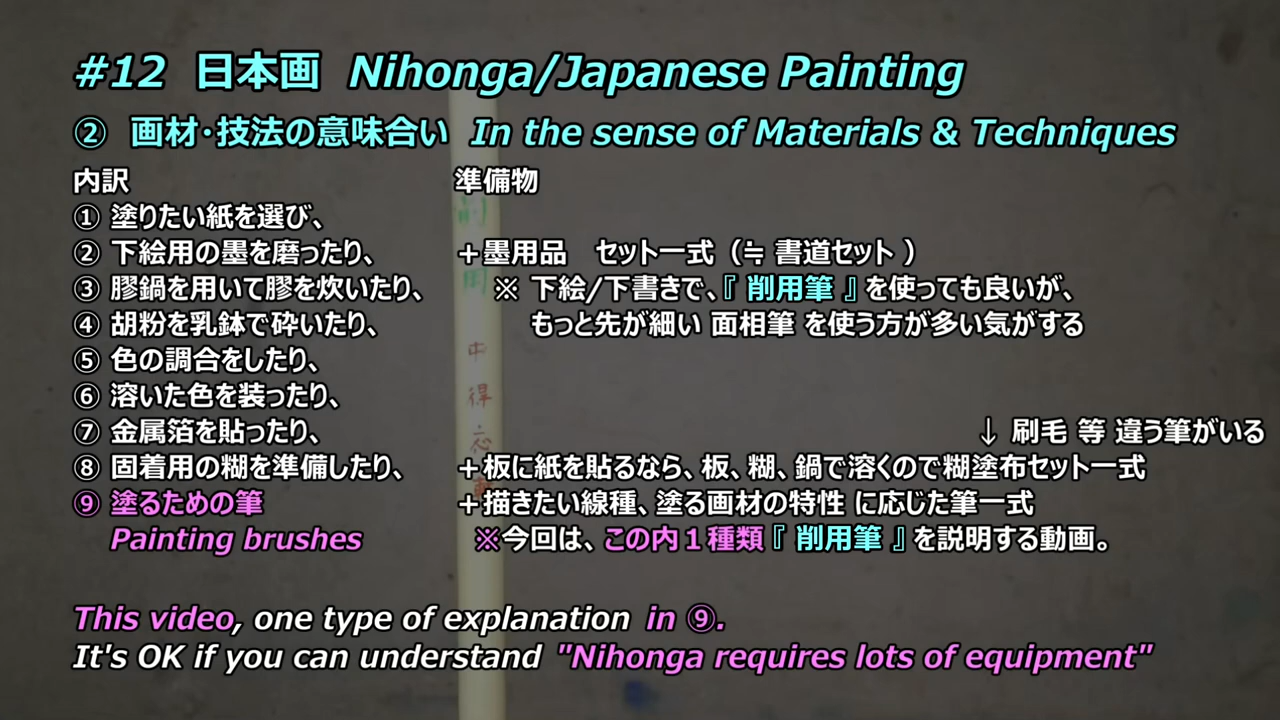 #12 日本画 Nihonga/Japanese Painting
② 画材・技法の意味合い In the sense of Materials & Techniques
内訳 準備物
① 塗りたい紙を選び、
② 下絵用の墨を磨ったり、 ＋墨用品 セット一式（≒ 書道セット ）
③ 膠鍋を用いて膠を炊いたり、 ※ 下絵/下書きで、『 削用筆 』を使っても良いが、
④ 胡粉を乳鉢で砕いたり、 もっと先が細い 面相筆 を使う方が多い気がする
⑤ 色の調合をしたり、
⑥ 溶いた色を装ったり、
⑦ 金属箔を貼ったり、 ↓ 刷毛 等 違う筆がいる
⑧ 固着用の糊を準備したり、 ＋板に紙を貼るなら、板、糊、鍋で溶くので糊塗布セット一式
⑨ 塗るための筆 ＋描きたい線種、塗る画材の特性 に応じた筆一式
Painting brushes ※今回は、この内１種類『 削用筆 』を説明する動画。
This video, one type of explanation in ⑨.
It's OK if you can understand "Nihonga requires lots of equipment"